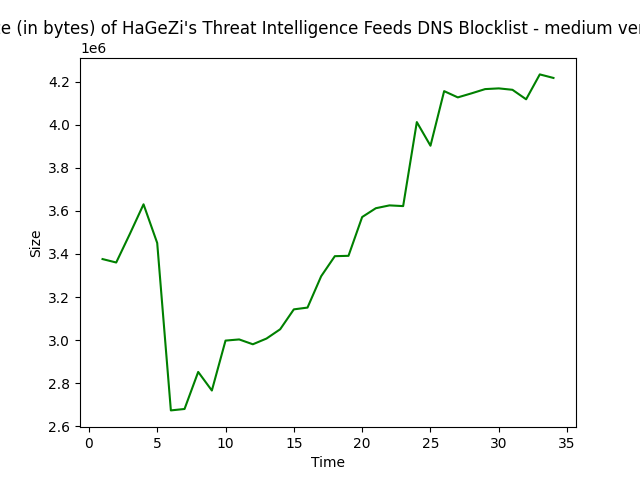 e (in bytes) of HaGeZi's Threat Intelligence Feeds DNS Blocklist - medium ver
1e6
4.2
4.0
3.8
3.6
3.4
3.2
3.0
2.8
2.6
Size
0 5 10 15 20 25 30 35
Time